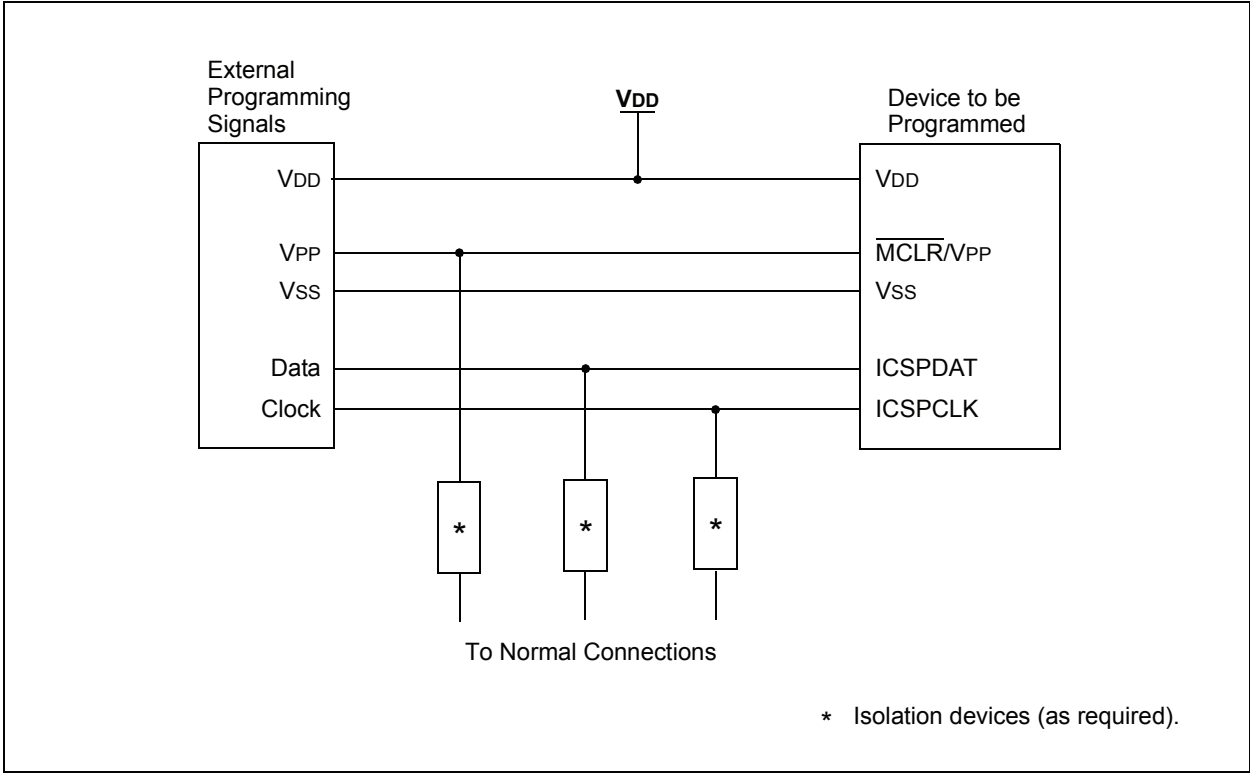 External
Programming
Signals
VDD
Device to be
Programmed
VDD
VDD
VPP
MCLR/VPP
VSS
VSS
Data
ICSPDAT
Clock
ICSPCLK
* * *
To Normal Connections
* Isolation devices (as required).